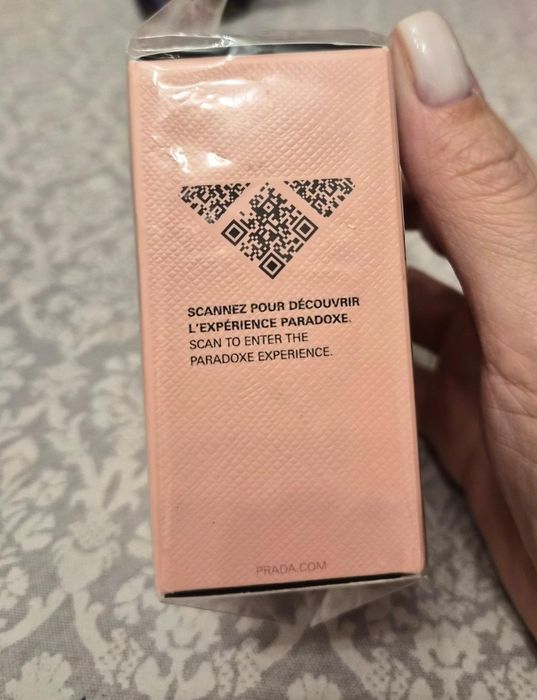 SCANNEZ POUR DÉCOUVRIR
L'EXPÉRIENCE PARADOXE.
SCAN TO ENTER THE
PARADOXE EXPERIENCE.
PRADA.COM